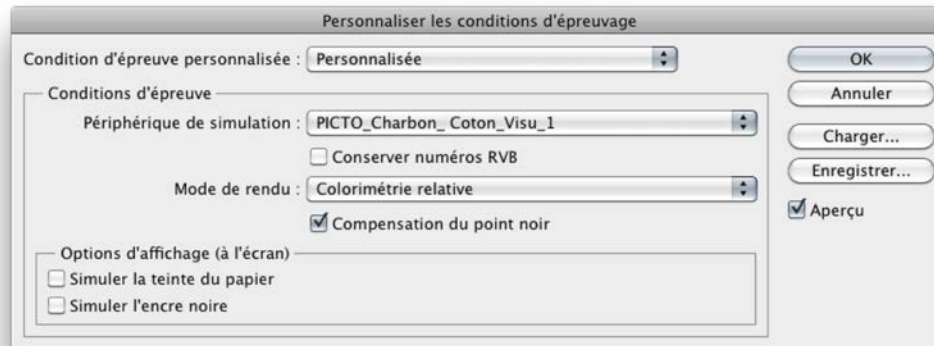 Personnaliser les conditions d'épreuvage
Condition d'épreuve personnalisée : Personnalisée
OK
Conditions d'épreuve
Annuler
Périphérique de simulation : PICTO_Charbon_ Coton_Visu_1
Charger...
Conserver numéros RVB
Enregistrer...
Mode de rendu : Colorimétrie relative
Aperçu
Compensation du point noir
Options d'affichage (à l'écran)
Simuler la teinte du papier
Simuler l'encre noire